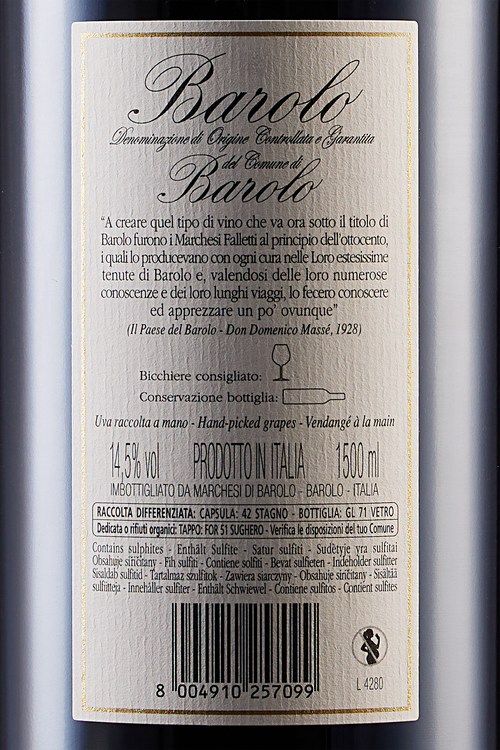 Barolo
Denominazione di Origine Controllata e Garantita
del Comune di
Barolo
"A creare quel tipo di vino che va ora sotto il titolo di
Barolo furono i Marchesi Falletti al principio dell'ottocento,
i quali lo producevano con ogni cura nelle Loro estesissime
tenute di Barolo e, valendosi delle loro numerose
conoscenze e dei loro lunghi viaggi, lo fecero conoscere
ed apprezzare un po' ovunque"
(Il Paese del Barolo - Don Domenico Massé, 1928)
Bicchiere consigliato:
Conservazione bottiglia:
Uva raccolta a mano - Hand-picked grapes - Vendangé à la main
14,5% vol PRODOTTO IN ITALIA 1500 ml
IMBOTTIGLIATO DA MARCHESI DI BAROLO - BAROLO - ITALIA
RACCOLTA DIFFERENZIATA: CAPSULA: 42 STAGNO - BOTTIGLIA: GL 71 VETRO
Dedicata o rifiuti organici: TAPPO: FOR 51 SUGHERO - Verifica le disposizioni del tuo Comune
Contains sulphites - Enthält Sulfite - Satur sulfiti - Sudėtyje yra sulfitai
Obsahuje siřičitany - Fih sulfiti - Contiene solfiti - Bevat sulfieten - Indeholder sulfitter
Sisaldab sulfitid - Tartalmaz szulfitok - Zawiera siarczyny - Obsahuje siričitany - Sisältää
sulfiitteja - Innehåller sulfiter - Enthält Schwiewel - Contiene sulfitos - Contient sulfites
8 004910 257099
L 4280